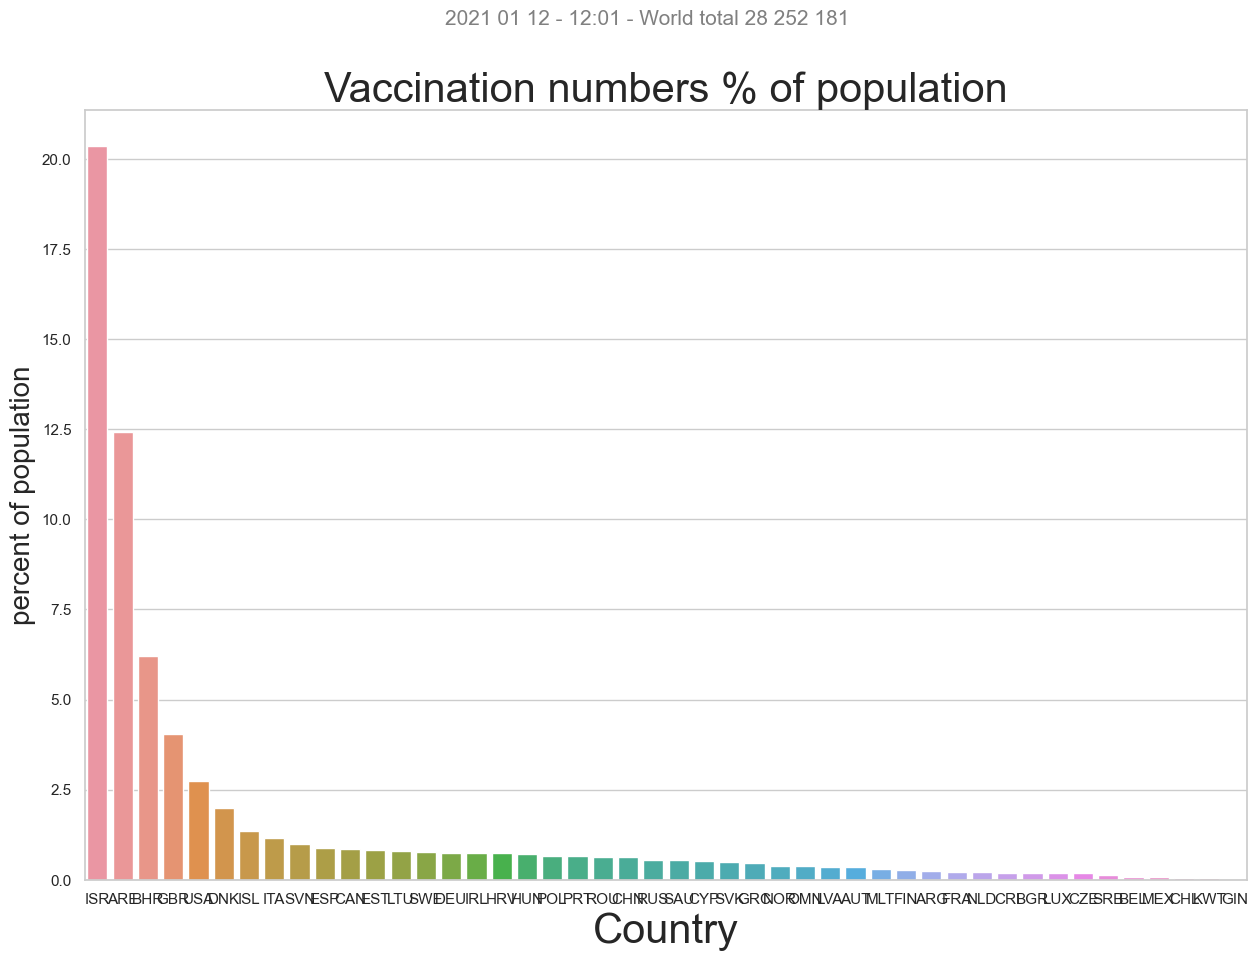 2021 01 12 - 12:01 - World total 28 252 181
Vaccination numbers % of population
percent of population
20.0
17.5
15.0
12.5
10.0
7.5
5.0
2.5
0.0
ISR ARE BHR GBR USA DNK ISL ITA SVN ESP CAN EST LTU SWE DEU IRL HRV HUN POL PRT ROU CHN RUS SAU CYP SVK GRC NOR OMN LVA AUT MLT FIN ARG FRA NLD CRI BGR LUX CZE SRB BEL MEX CHL KWT GIN
Country